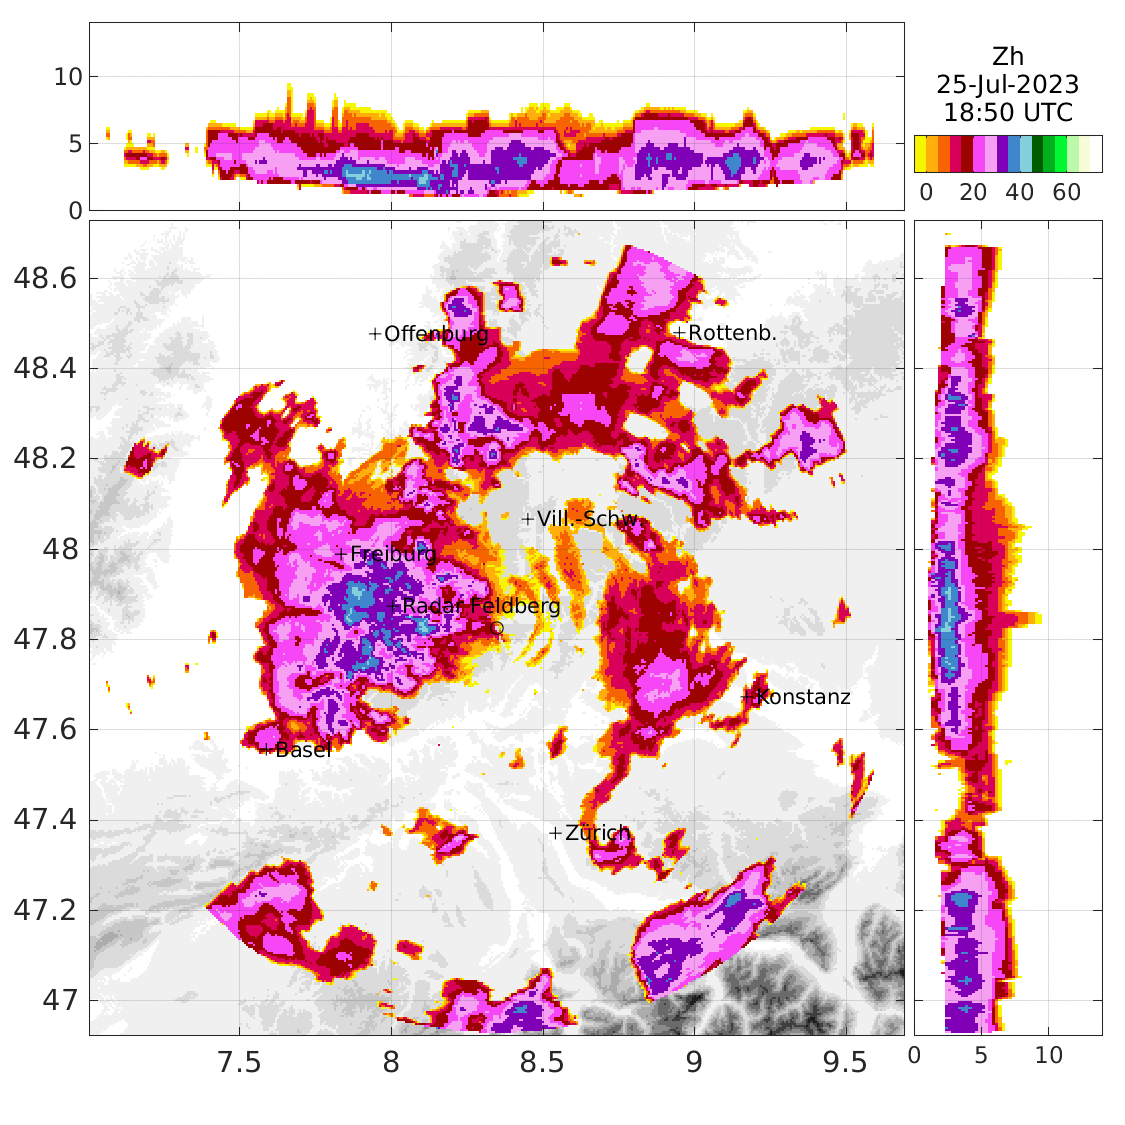 Zh
25-Jul-2023
18:50 UTC
10
5
0
0 20 40 60
48.6
48.4
48.2
48
47.8
47.6
47.4
47.2
47
+Offenburg
+Rottenb.
+Vill.-Schw.
+Freiburg
+Radar Feldberg
+Konstanz
+Basel
+Zürich
7.5 8 8.5 9 9.5
0 5 10